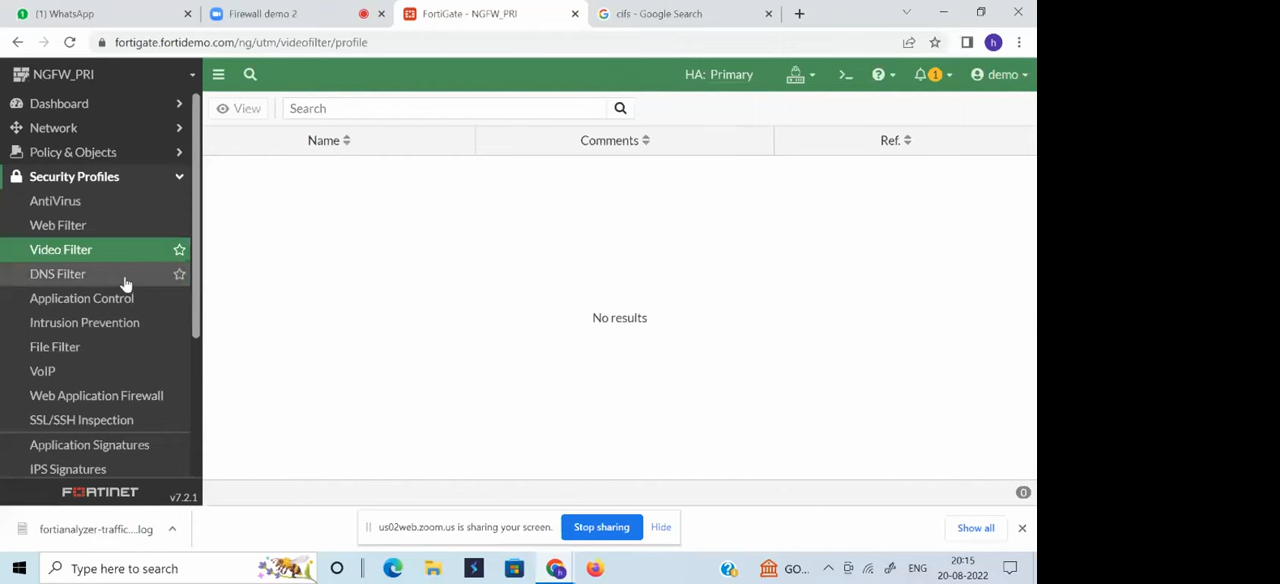 (1) WhatsApp
Firewall demo 2
FortiGate - NGFW_PRI
cifs - Google Search
fortigate.fortidemo.com/ng/utm/videofilter/profile
h
NGFW_PRI
HA: Primary
1
demo
Dashboard
Network
Policy & Objects
Security Profiles
AntiVirus
Web Filter
Video Filter
DNS Filter
Application Control
Intrusion Prevention
File Filter
VoIP
Web Application Firewall
SSL/SSH Inspection
Application Signatures
IPS Signatures
FORTINET v7.2.1
View
Search
Name
Comments
Ref.
No results
0
fortianalyzer-traffic....log
us02web.zoom.us is sharing your screen.
Stop sharing
Hide
Show all
Type here to search
GO...
ENG
20:15
20-08-2022